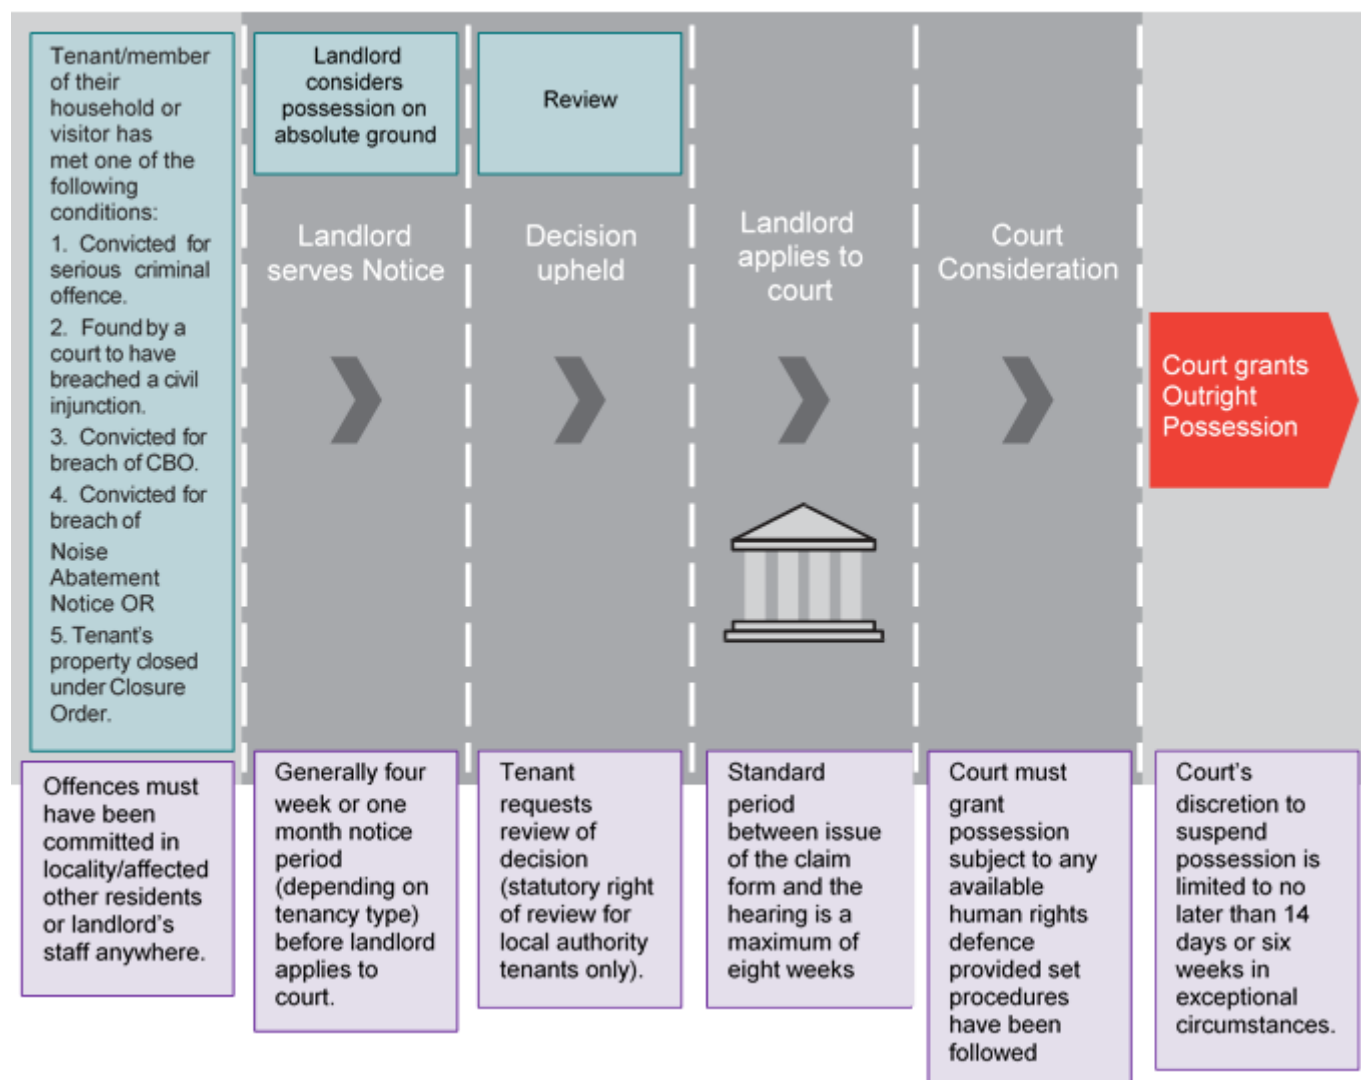 Tenant/member
of their
household or
visitor has
met one of the
following
conditions:
1. Convicted for
serious criminal
offence.
2. Found by a
court to have
breached a civil
injunction.
3. Convicted for
breach of CBO.
4. Convicted for
breach of
Noise
Abatement
Notice OR
5. Tenant's
property closed
under Closure
Order.
Offences must
have been
committed in
locality/affected
other residents
or landlord's
staff anywhere.
Landlord
considers
possession on
absolute ground
Landlord
serves Notice
Generally four
week or one
month notice
period
(depending on
tenancy type)
before landlord
applies to
court.
Review
Decision
upheld
Tenant
requests
review of
decision
(statutory right
of review for
local authority
tenants only).
Landlord
applies to
court
Standard
period
between issue
of the claim
form and the
hearing is a
maximum of
eight weeks
Court
Consideration
Court must
grant
possession
subject to any
available
human rights
defence
provided set
procedures
have been
followed
Court grants
Outright
Possession
Court's
discretion to
suspend
possession is
limited to no
later than 14
days or six
weeks in
exceptional
circumstances.